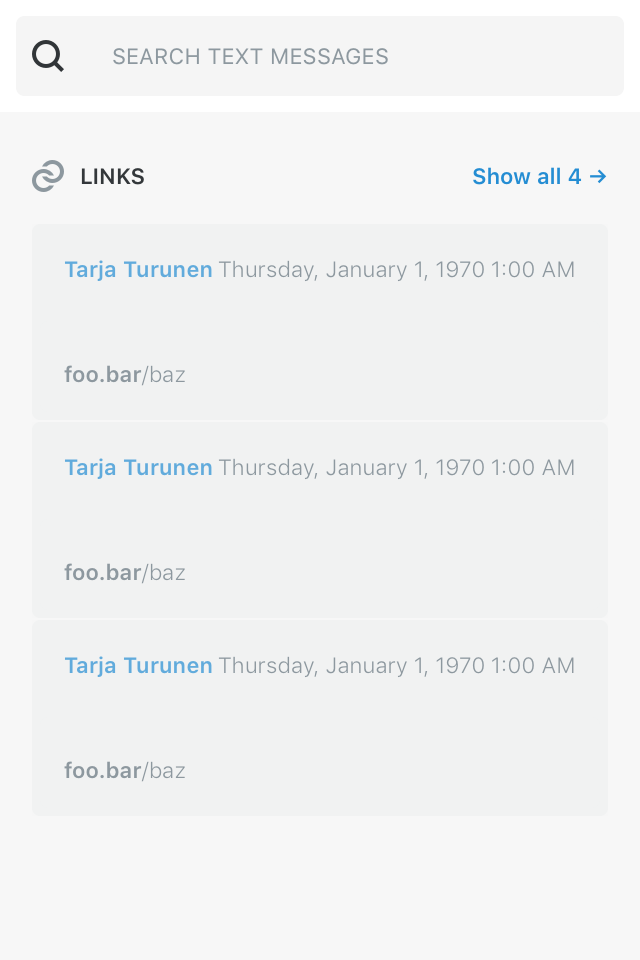 SEARCH TEXT MESSAGES
LINKS
Show all 4 →
Tarja Turunen Thursday, January 1, 1970 1:00 AM
foo.bar/baz
Tarja Turunen Thursday, January 1, 1970 1:00 AM
foo.bar/baz
Tarja Turunen Thursday, January 1, 1970 1:00 AM
foo.bar/baz